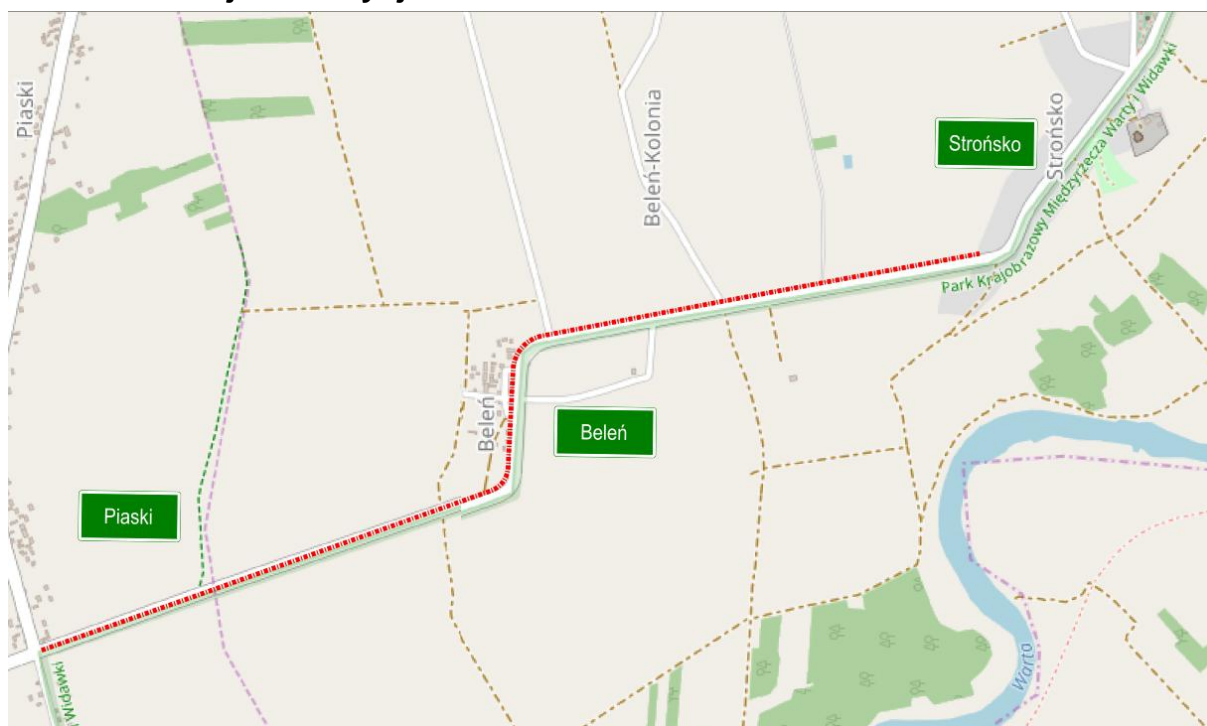 Piaski
Beleń-Kolonia
Strońsko
Strońsko
Park Krajobrazowy Międzyrzecza Warty i Widawki
Beleń
Beleń
Piaski
Warta
Widawki